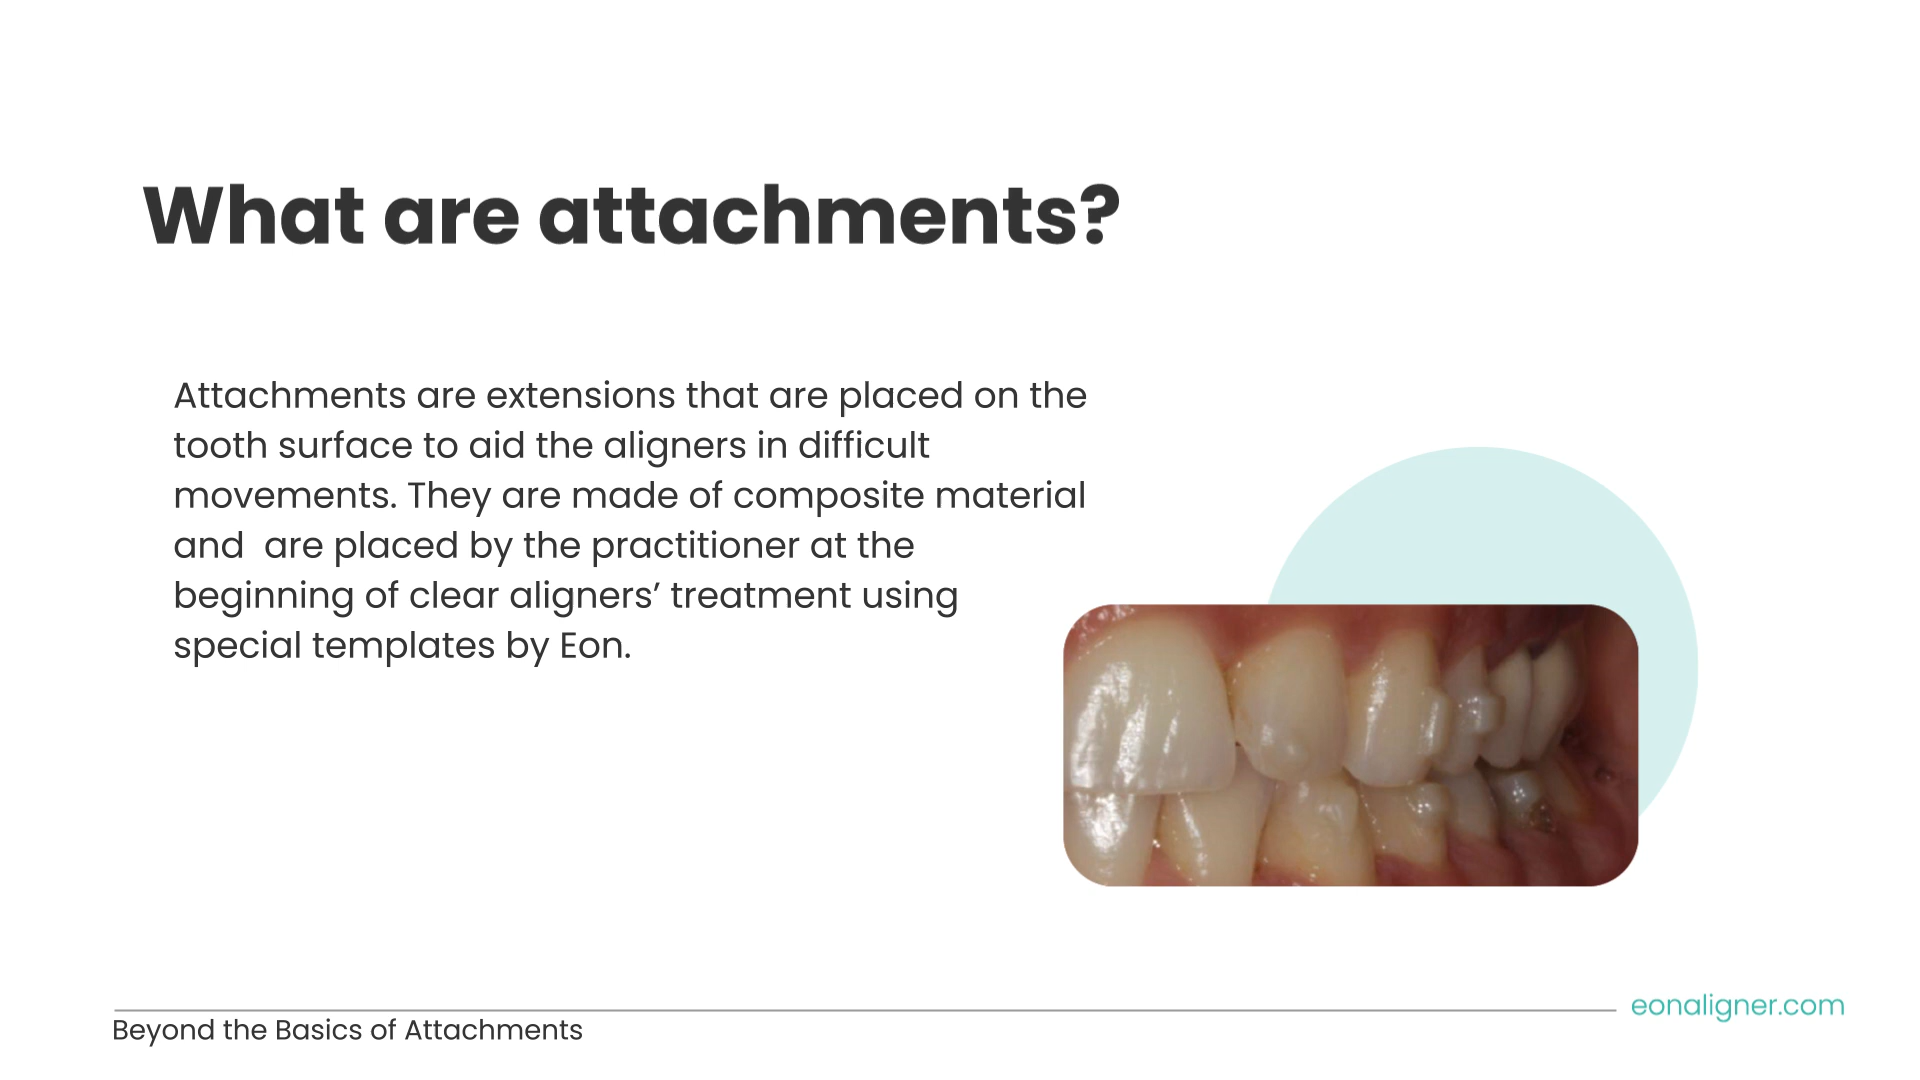 What are attachments?
Attachments are extensions that are placed on the
tooth surface to aid the aligners in difficult
movements. They are made of composite material
and  are placed by the practitioner at the
beginning of clear aligners’ treatment using
special templates by Eon.
eonaligner.com
Beyond the Basics of Attachments